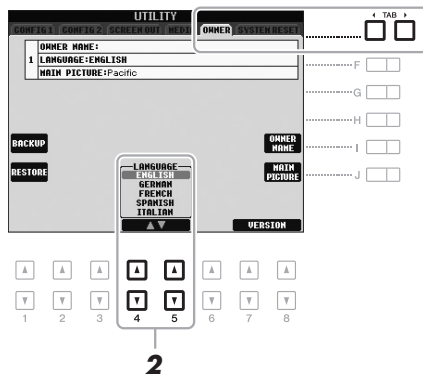 UTILITY
CONFIG 1 CONFIG 2 SCREEN OUT MEDIA OWNER SYSTEM RESET
TAB
OWNER NAME:
1 LANGUAGE:ENGLISH
MAIN PICTURE:Pacific
F
G
H
I
J
BACKUP
OWNER NAME
RESTORE
MAIN PICTURE
LANGUAGE
ENGLISH
GERMAN
FRENCH
SPANISH
ITALIAN
VERSION
1 2 3 4 5 6 7 8
2